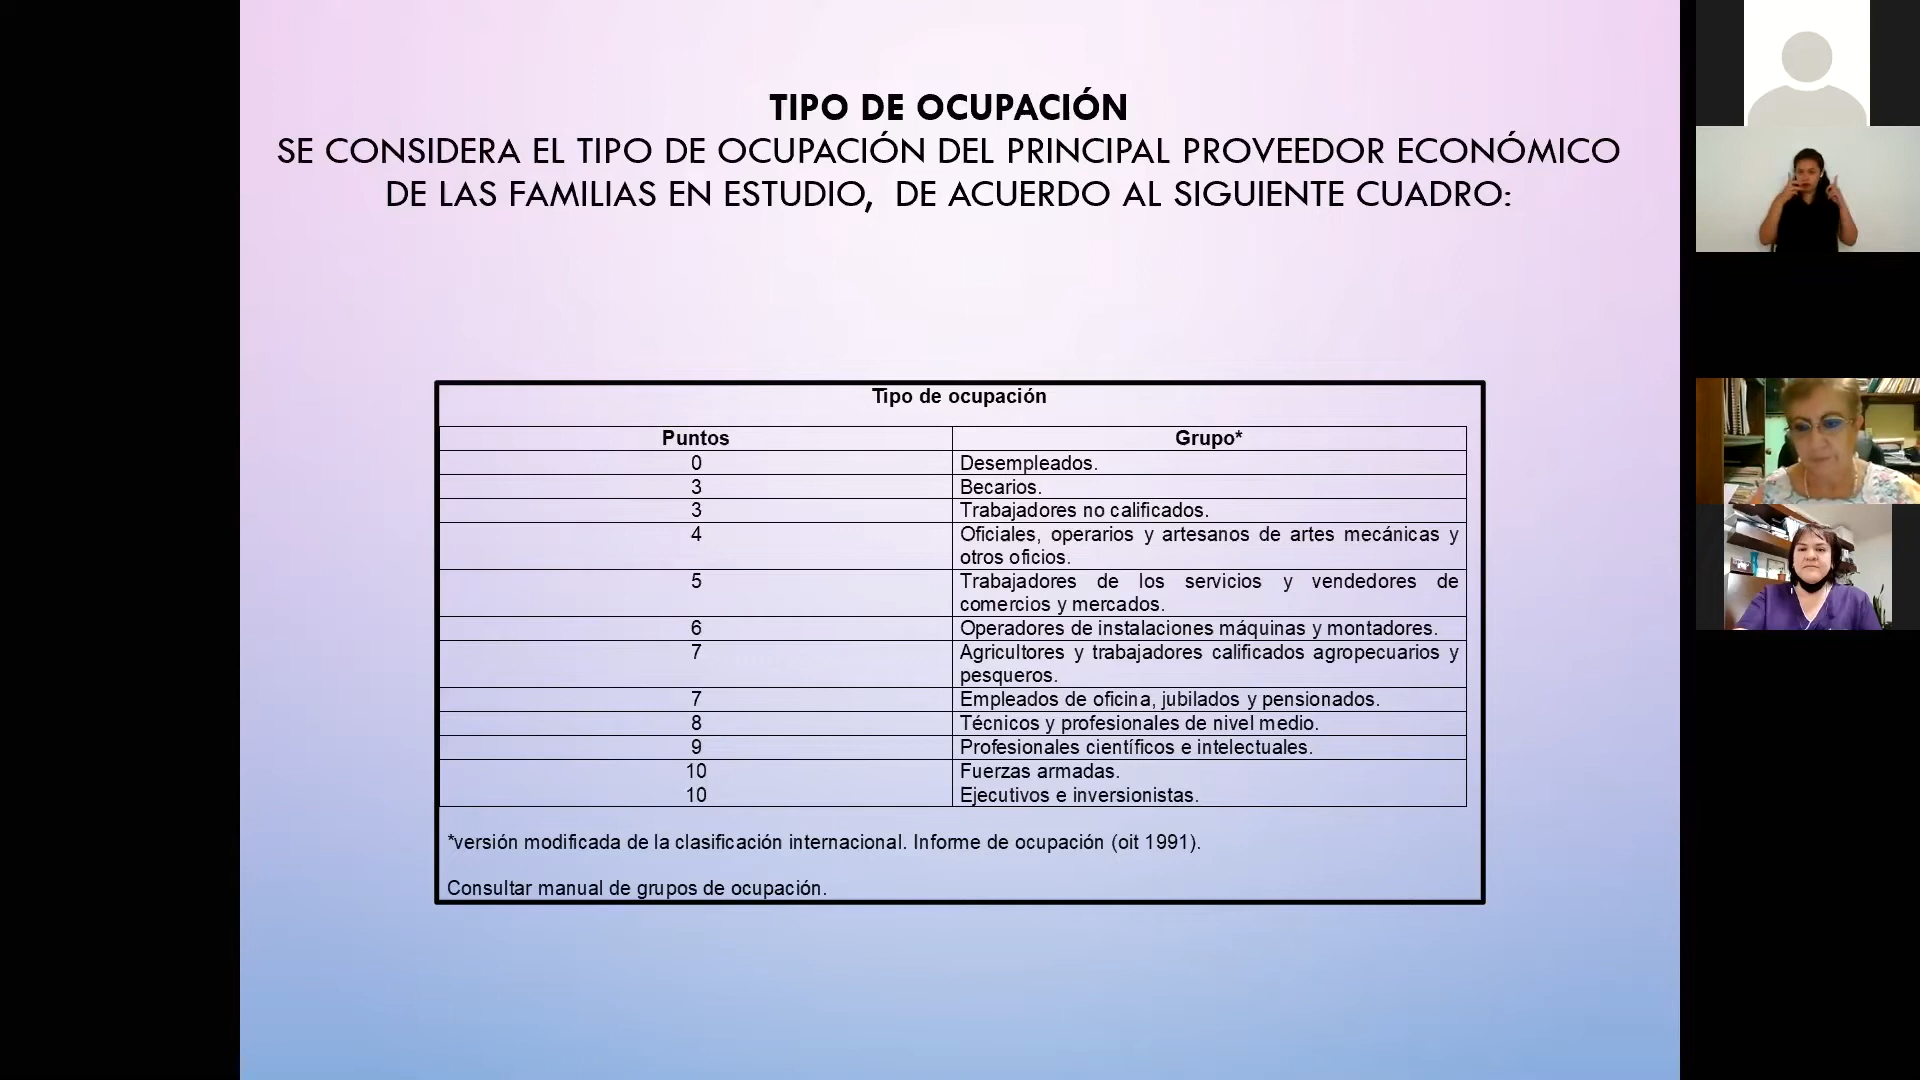 TIPO DE OCUPACIÓN
SE CONSIDERA EL TIPO DE OCUPACIÓN DEL PRINCIPAL PROVEEDOR ECONÓMICO
DE LAS FAMILIAS EN ESTUDIO, DE ACUERDO AL SIGUIENTE CUADRO:
Tipo de ocupación
Puntos Grupo*
0 Desempleados.
3 Becarios.
3 Trabajadores no calificados.
4 Oficiales, operarios y artesanos de artes mecánicas y
otros oficios.
5 Trabajadores de los servicios y vendedores de
comercios y mercados.
6 Operadores de instalaciones máquinas y montadores.
7 Agricultores y trabajadores calificados agropecuarios y
pesqueros.
7 Empleados de oficina, jubilados y pensionados.
8 Técnicos y profesionales de nivel medio.
9 Profesionales científicos e intelectuales.
10 Fuerzas armadas.
10 Ejecutivos e inversionistas.
*versión modificada de la clasificación internacional. Informe de ocupación (oit 1991).
Consultar manual de grupos de ocupación.